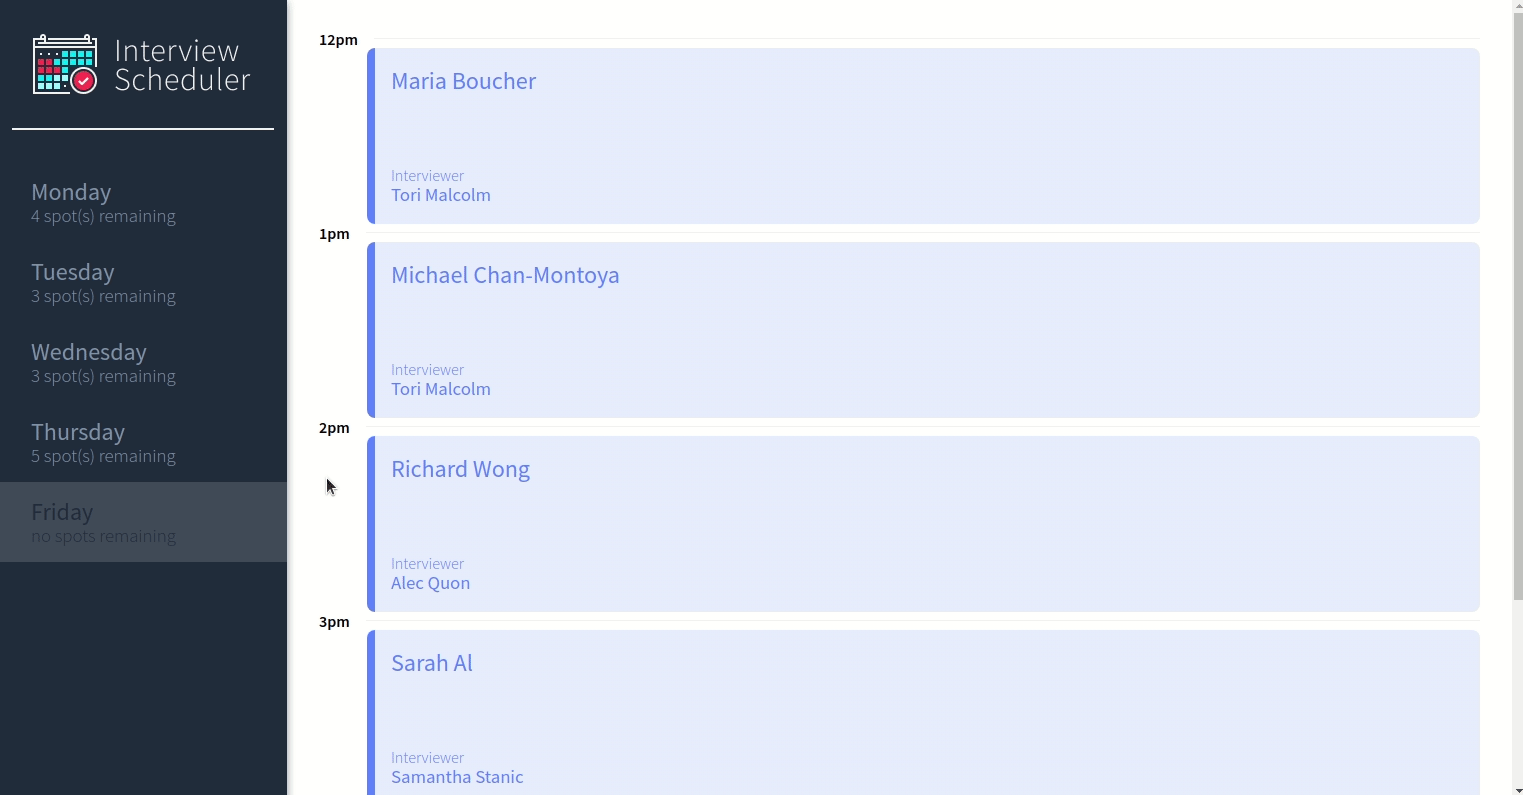 Interview
Scheduler
Monday
4 spot(s) remaining
Tuesday
3 spot(s) remaining
Wednesday
3 spot(s) remaining
Thursday
5 spot(s) remaining
Friday
no spots remaining
12pm
Maria Boucher
Interviewer
Tori Malcolm
1pm
Michael Chan-Montoya
Interviewer
Tori Malcolm
2pm
Richard Wong
Interviewer
Alec Quon
3pm
Sarah Al
Interviewer
Samantha Stanic